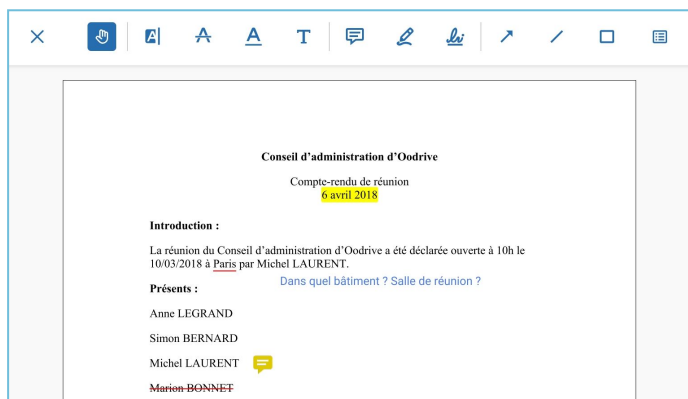 Conseil d’administration d’Oodrive
Compte-rendu de réunion
6 avril 2018
Introduction :
La réunion du Conseil d’administration d’Oodrive a été déclarée ouverte à 10h le
10/03/2018 à Paris par Michel LAURENT.
Dans quel bâtiment ? Salle de réunion ?
Présents :
Anne LEGRAND
Simon BERNARD
Michel LAURENT
Marion BONNET